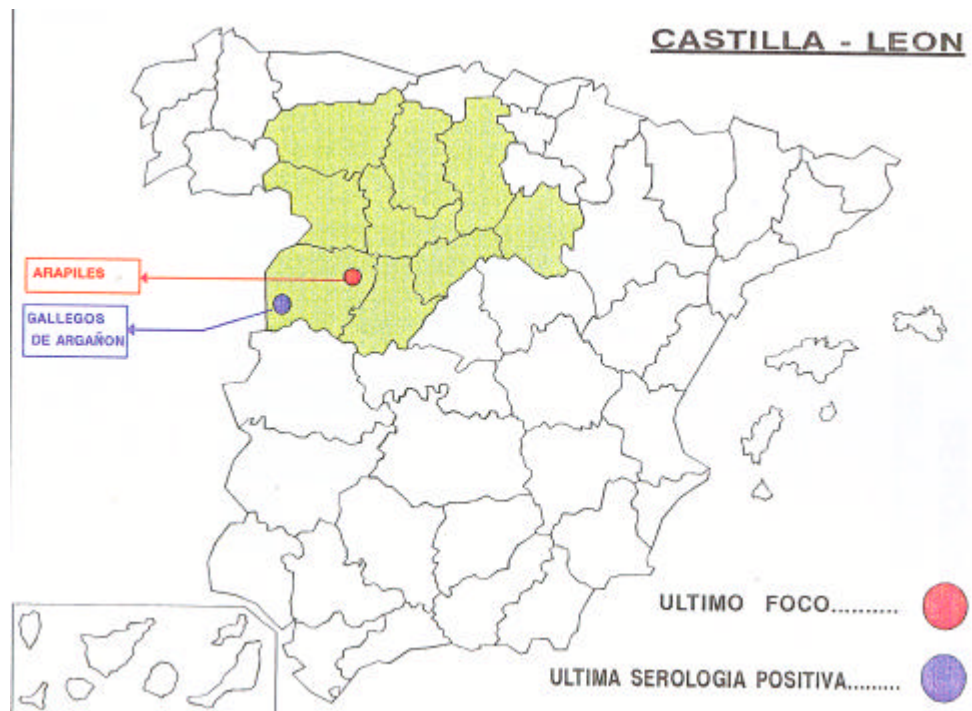 CASTILLA - LEON
ARAPILES
GALLEGOS
DE ARGAÑON
ULTIMO FOCO..........
ULTIMA SEROLOGIA POSITIVA.........